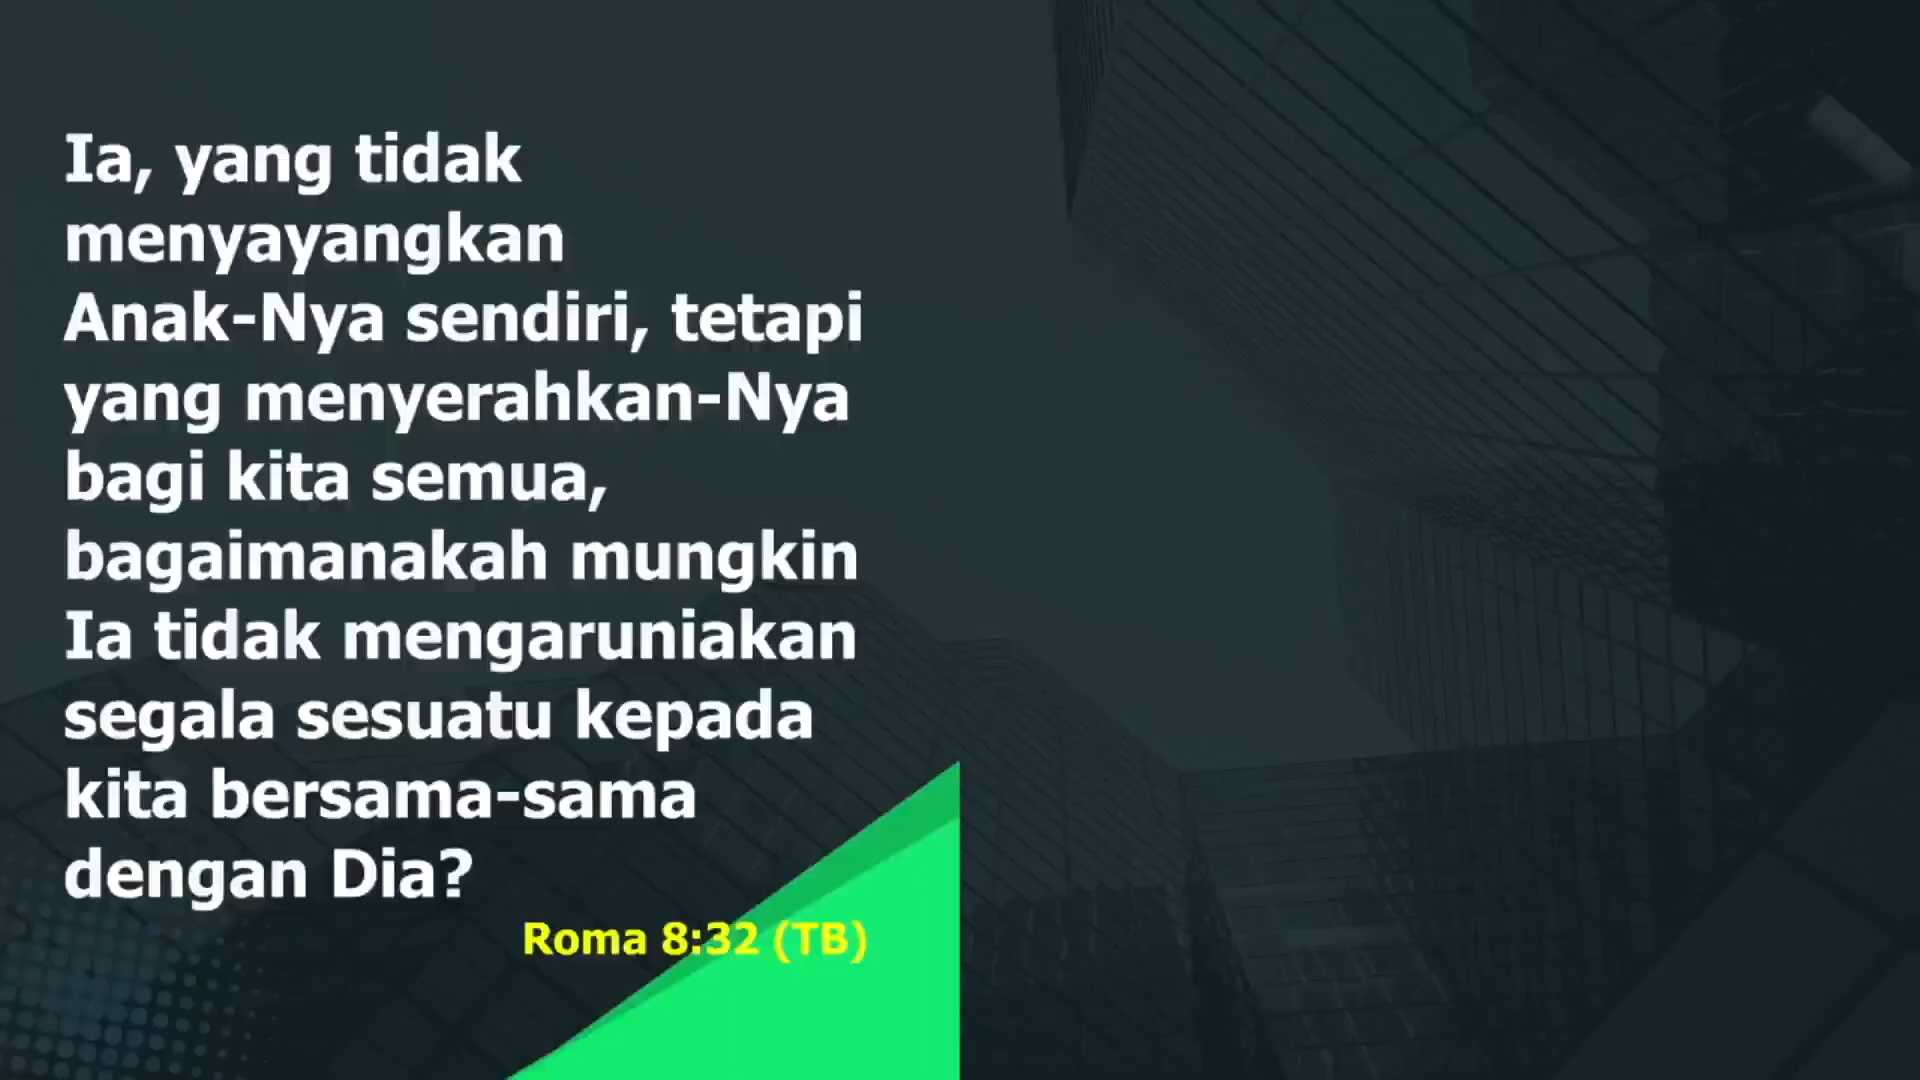 Ia, yang tidak
menyayangkan
Anak-Nya sendiri, tetapi
yang menyerahkan-Nya
bagi kita semua,
bagaimanakah mungkin
Ia tidak mengaruniakan
segala sesuatu kepada
kita bersama-sama
dengan Dia?
Roma 8:32 (TB)